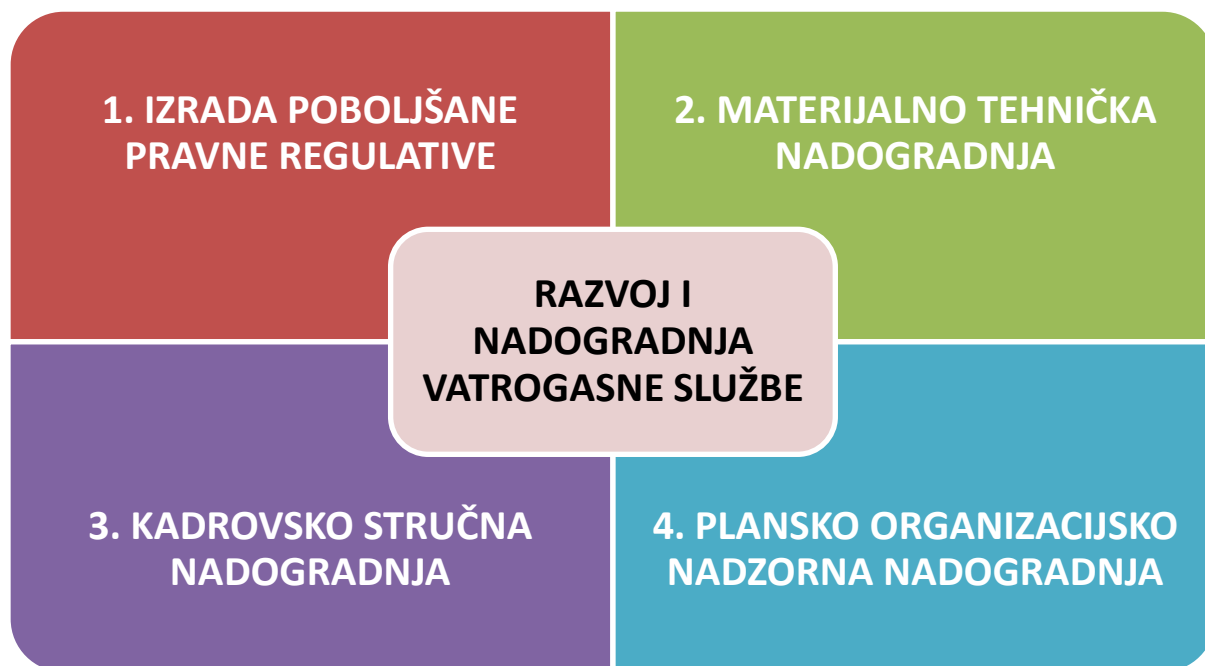 1. IZRADA POBOLJŠANE
PRAVNE REGULATIVE
2. MATERIJALNO TEHNIČKA
NADOGRADNJA
RAZVOJ I
NADOGRADNJA
VATROGASNE SLUŽBE
3. KADROVSKO STRUČNA
NADOGRADNJA
4. PLANSKO ORGANIZACIJSKO
NADZORNA NADOGRADNJA